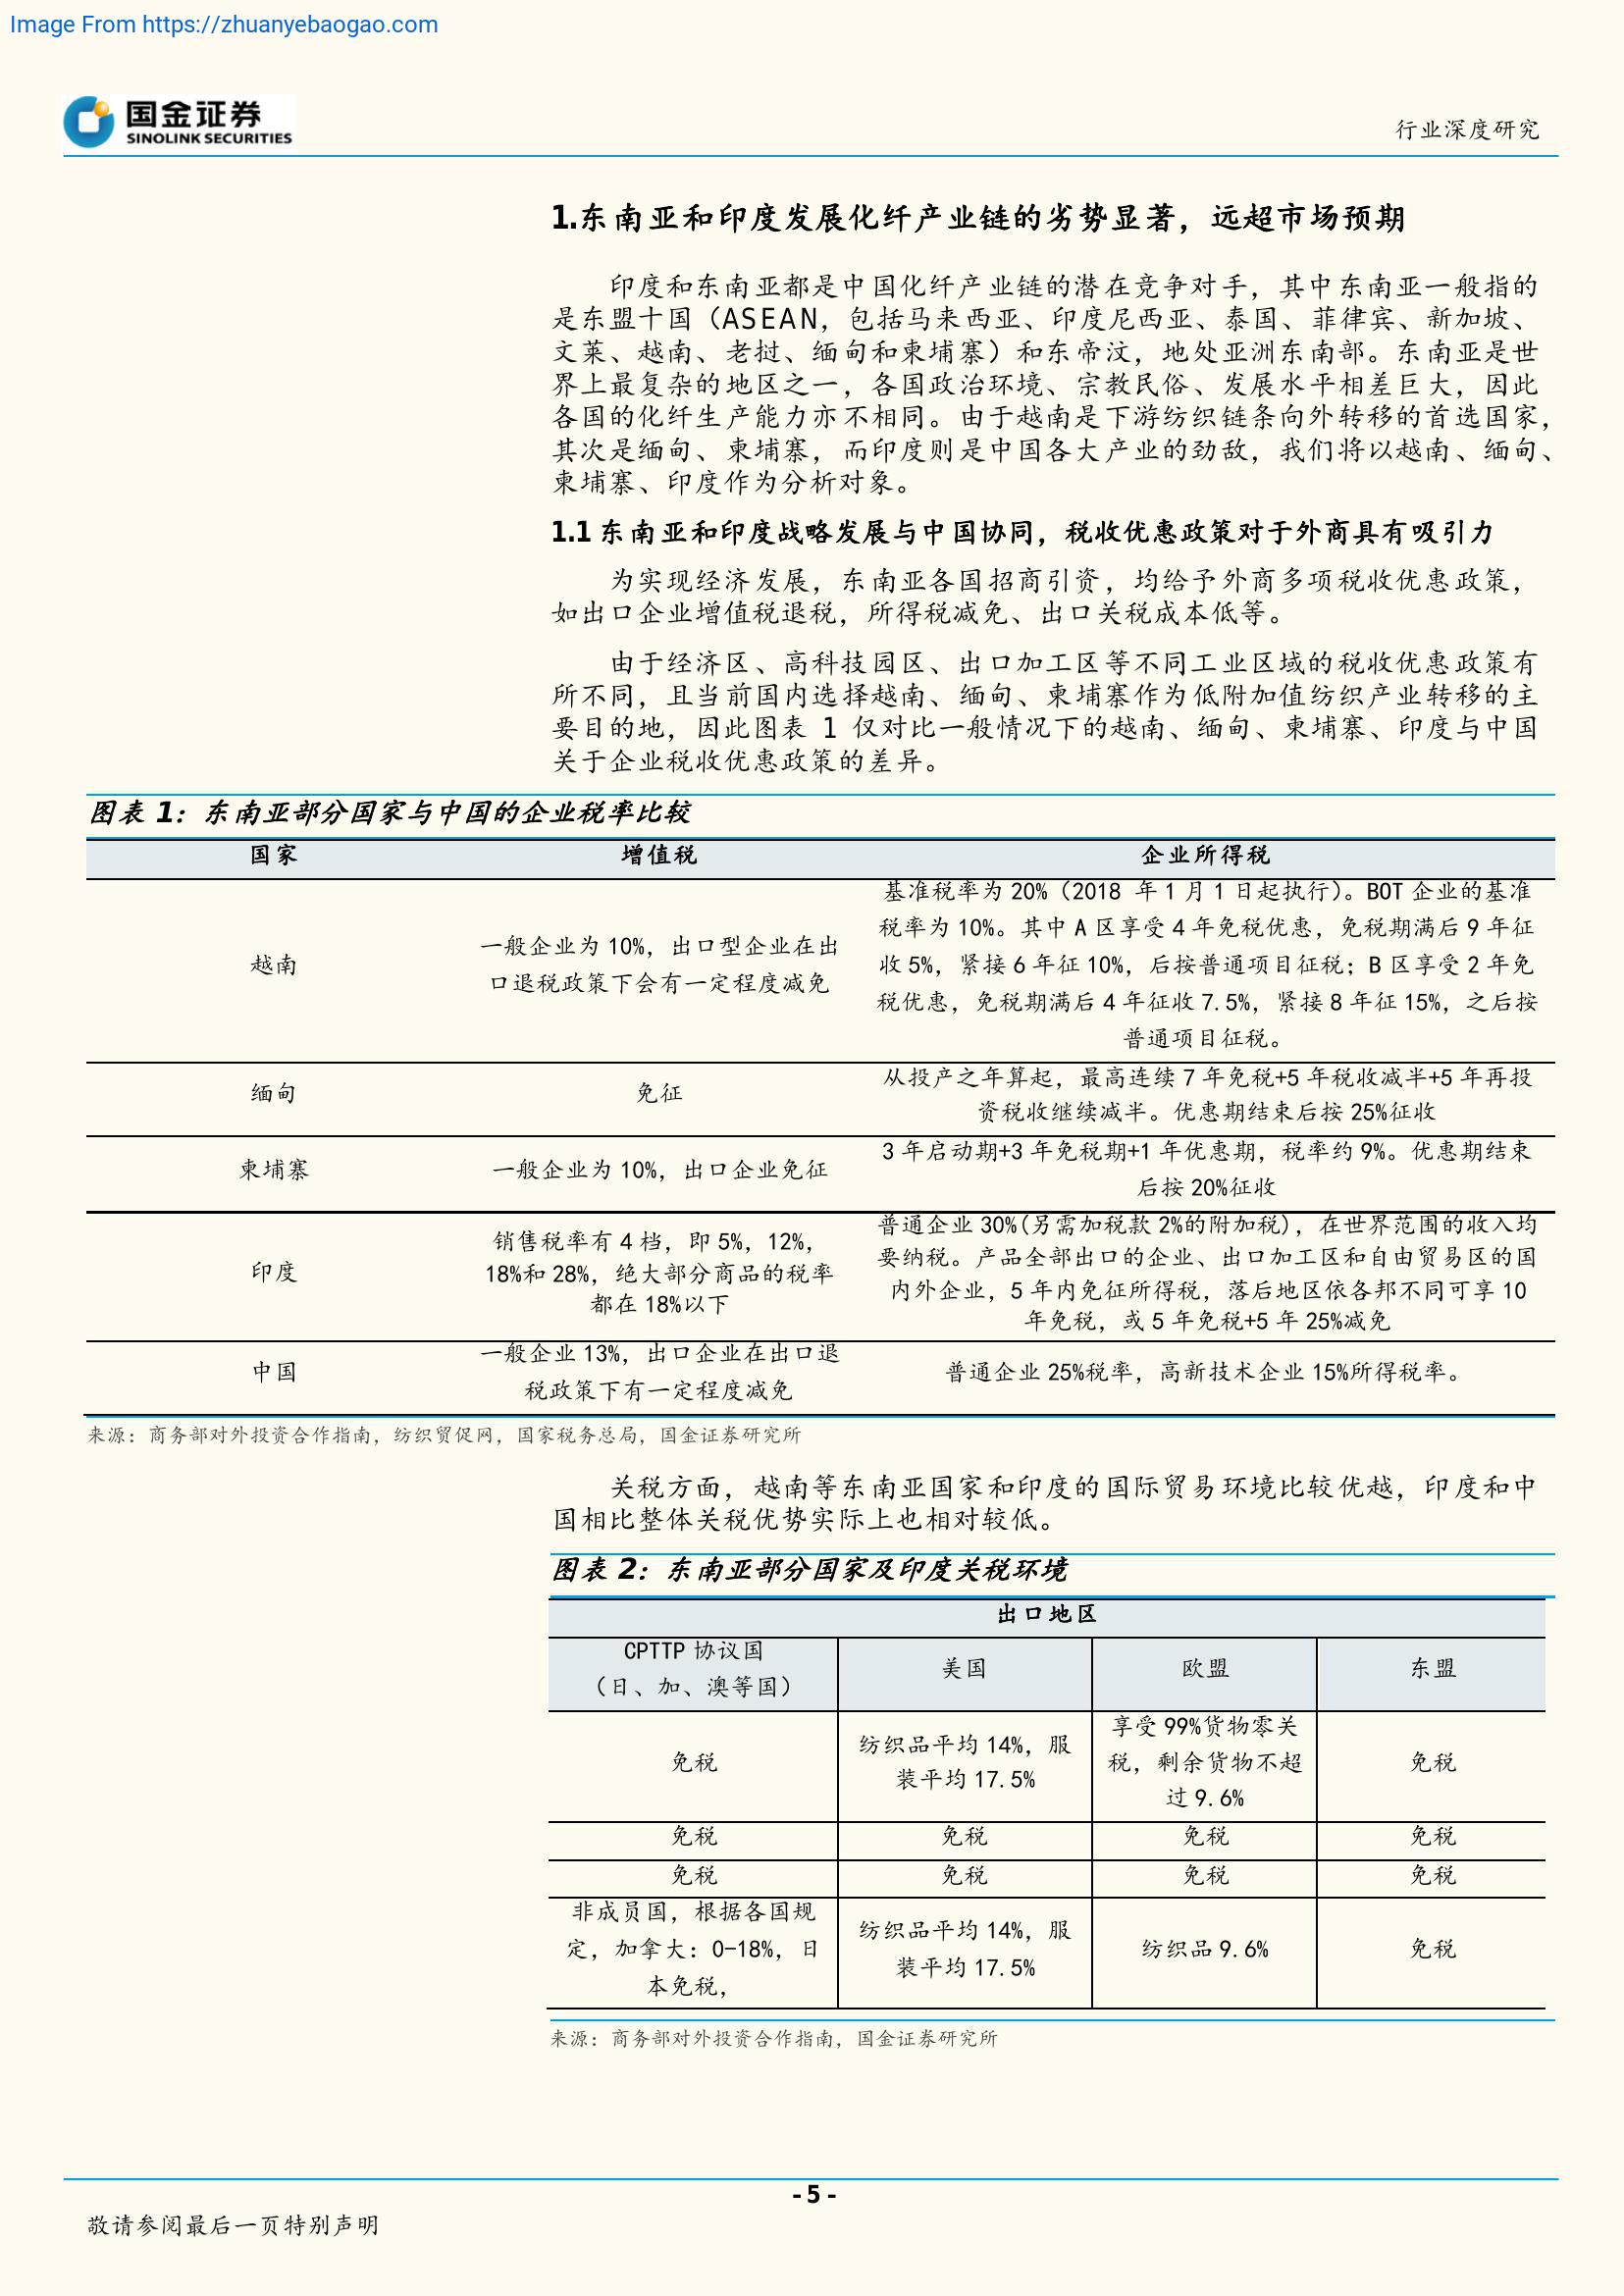 Image From https://zhuanyebaogao.com
国金证券
SINOLINK SECURITIES
行业深度研究
1.东南亚和印度发展化纤产业链的劣势显著，远超市场预期
印度和东南亚都是中国化纤产业链的潜在竞争对手，其中东南亚一般指的
是东盟十国（ASEAN，包括马来西亚、印度尼西亚、泰国、菲律宾、新加坡、
文莱、越南、老挝、缅甸和柬埔寨）和东帝汶，地处亚洲东南部。东南亚是世
界上最复杂的地区之一，各国政治环境、宗教民俗、发展水平相差巨大，因此
各国的化纤生产能力亦不相同。由于越南是下游纺织链条向外转移的首选国家，
其次是缅甸、柬埔寨，而印度则是中国各大产业的劲敌，我们将以越南、缅甸、
柬埔寨、印度作为分析对象。
1.1 东南亚和印度战略发展与中国协同，税收优惠政策对于外商具有吸引力
为实现经济发展，东南亚各国招商引资，均给予外商多项税收优惠政策，
如出口企业增值税退税，所得税减免、出口关税成本低等。
由于经济区、高科技园区、出口加工区等不同工业区域的税收优惠政策有
所不同，且当前国内选择越南、缅甸、柬埔寨作为低附加值纺织产业转移的主
要目的地，因此图表 1 仅对比一般情况下的越南、缅甸、柬埔寨、印度与中国
关于企业税收优惠政策的差异。
图表 1：东南亚部分国家与中国的企业税率比较
国家 增值税 企业所得税
越南
一般企业为 10%，出口型企业在出
口退税政策下会有一定程度减免
基准税率为 20%（2018 年 1 月 1 日起执行）。BOT 企业的基准
税率为 10%。其中 A 区享受 4 年免税优惠，免税期满后 9 年征
收 5%，紧接 6 年征 10%，后按普通项目征税；B 区享受 2 年免
税优惠，免税期满后 4 年征收 7.5%，紧接 8 年征 15%，之后按
普通项目征税。
缅甸
免征
从投产之年算起，最高连续 7 年免税+5 年税收减半+5 年再投
资税收继续减半。优惠期结束后按 25%征收
柬埔寨
一般企业为 10%，出口企业免征
3 年启动期+3 年免税期+1 年优惠期，税率约 9%。优惠期结束
后按 20%征收
印度
销售税率有 4 档，即 5%，12%，
18%和 28%，绝大部分商品的税率
都在 18%以下
普通企业 30%(另需加税款 2%的附加税)，在世界范围的收入均
要纳税。产品全部出口的企业、出口加工区和自由贸易区的国
内外企业，5 年内免征所得税，落后地区依各邦不同可享 10
年免税，或 5 年免税+5 年 25%减免
中国
一般企业 13%，出口企业在出口退
税政策下有一定程度减免
普通企业 25%税率，高新技术企业 15%所得税率。
来源：商务部对外投资合作指南，纺织贸促网，国家税务总局，国金证券研究所
关税方面，越南等东南亚国家和印度的国际贸易环境比较优越，印度和中
国相比整体关税优势实际上也相对较低。
图表 2：东南亚部分国家及印度关税环境
出口地区
CPTTP 协议国
（日、加、澳等国）
美国
欧盟
东盟
免税
纺织品平均 14%，服
装平均 17.5%
享受 99%货物零关
税，剩余货物不超
过 9.6%
免税
免税 免税 免税 免税
免税 免税 免税 免税
非成员国，根据各国规
定，加拿大：0-18%，日
本免税，
纺织品平均 14%，服
装平均 17.5%
纺织品 9.6%
免税
来源：商务部对外投资合作指南，国金证券研究所
- 5 -
敬请参阅最后一页特别声明